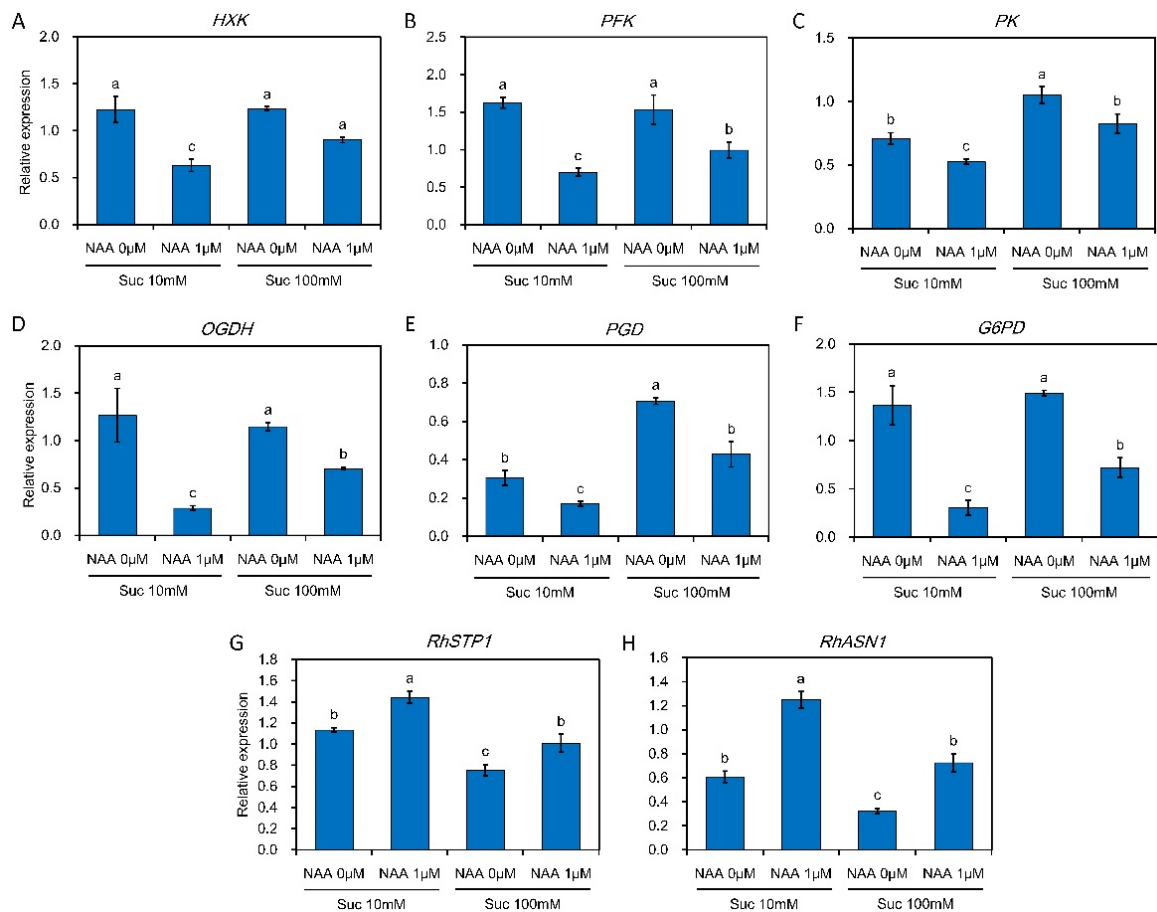 A
HXK
Relative expression
2.0
1.5
1.0
0.5
0.0
a
c
a
a
NAA 0µM NAA 1µM NAA 0µM NAA 1µM
Suc 10mM Suc 100mM
B
PFK
2.5
2.0
1.5
1.0
0.5
0.0
a
c
a
b
NAA 0µM NAA 1µM NAA 0µM NAA 1µM
Suc 10mM Suc 100mM
C
PK
1.5
1.0
0.5
0.0
b
c
a
b
NAA 0µM NAA 1µM NAA 0µM NAA 1µM
Suc 10mM Suc 100mM
D
OGDH
Relative expression
2.0
1.5
1.0
0.5
0.0
a
c
a
b
NAA 0µM NAA 1µM NAA 0µM NAA 1µM
Suc 10mM Suc 100mM
E
PGD
1.0
0.8
0.6
0.4
0.2
0.0
b
c
a
b
NAA 0µM NAA 1µM NAA 0µM NAA 1µM
Suc 10mM Suc 100mM
F
G6PD
2.0
1.5
1.0
0.5
0.0
a
c
a
b
NAA 0µM NAA 1µM NAA 0µM NAA 1µM
Suc 10mM Suc 100mM
G
RhSTP1
Relative expression
1.8
1.6
1.4
1.2
1.0
0.8
0.6
0.4
0.2
0.0
b
a
c
b
NAA 0µM NAA 1µM NAA 0µM NAA 1µM
Suc 10mM Suc 100mM
H
RhASN1
1.6
1.4
1.2
1.0
0.8
0.6
0.4
0.2
0.0
b
a
c
b
NAA 0µM NAA 1µM NAA 0µM NAA 1µM
Suc 10mM Suc 100mM